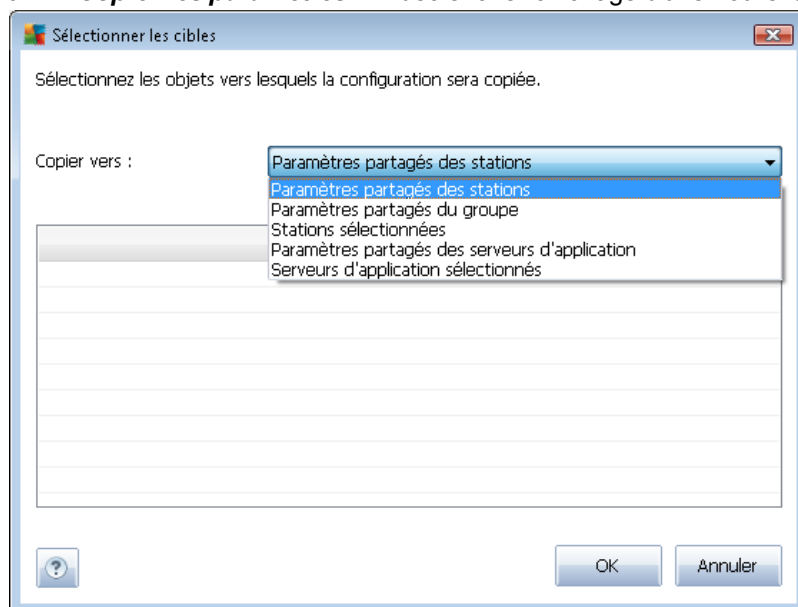 Sélectionner les cibles
Sélectionnez les objets vers lesquels la configuration sera copiée.
Copier vers :
Paramètres partagés des stations
Paramètres partagés des stations
Paramètres partagés du groupe
Stations sélectionnées
Paramètres partagés des serveurs d'application
Serveurs d'application sélectionnés
?
OK
Annuler